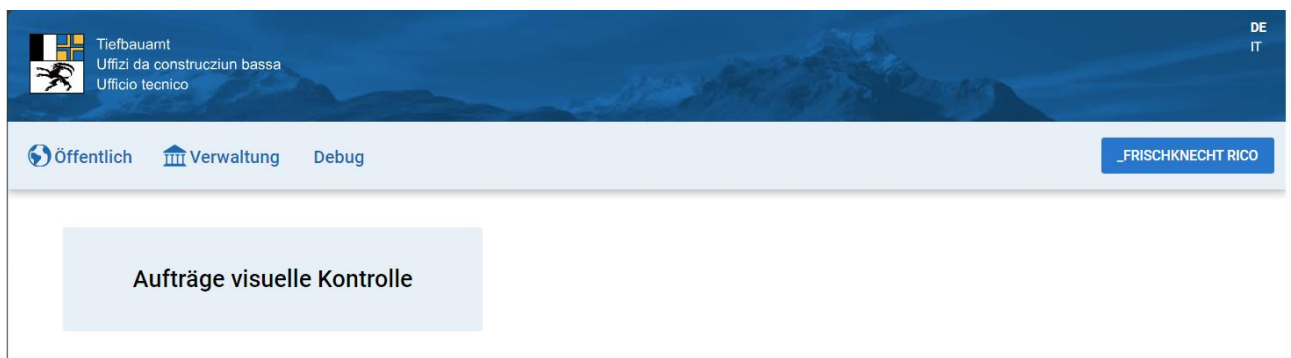 Tiefbauamt
Uffizi da construcziun bassa
Ufficio tecnico
DE
IT
Öffentlich Verwaltung Debug _FRISCHKNECHT RICO
Aufträge visuelle Kontrolle